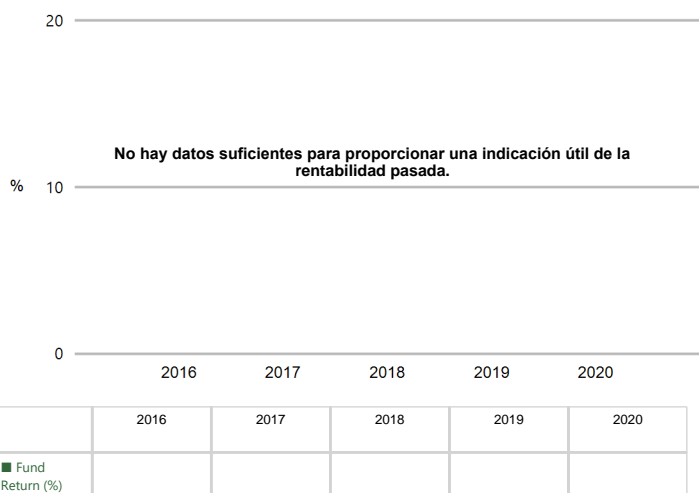 20
No hay datos suficientes para proporcionar una indicación útil de la
rentabilidad pasada.
% 10
0
2016 2017 2018 2019 2020
2016 2017 2018 2019 2020
Fund
Return (%)